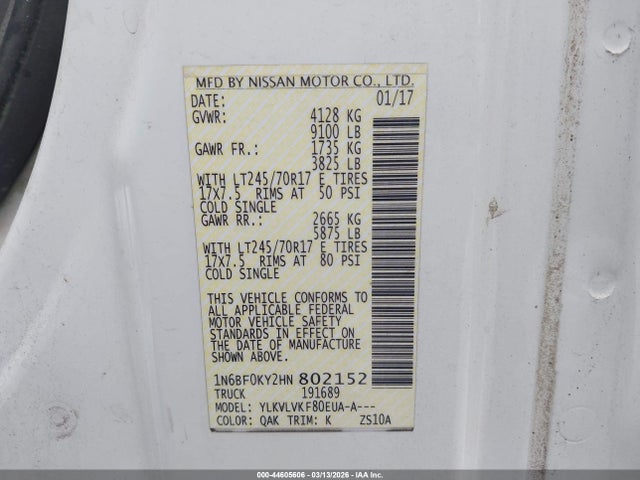 MFD BY NISSAN MOTOR CO., LTD.
DATE: 01/17
GVWR: 4128 KG
9100 LB
GAWR FR.: 1735 KG
3825 LB
WITH LT245/70R17 E TIRES
17X7.5 RIMS AT 50 PSI
COLD SINGLE
GAWR RR.: 2665 KG
5875 LB
WITH LT245/70R17 E TIRES
17X7.5 RIMS AT 80 PSI
COLD SINGLE
THIS VEHICLE CONFORMS TO
ALL APPLICABLE FEDERAL
MOTOR VEHICLE SAFETY
STANDARDS IN EFFECT ON
THE DATE OF MANUFACTURE
SHOWN ABOVE.
1N6BF0KY2HN 802152
TRUCK 191689
MODEL: YLKVLVKF80EUA-A---
COLOR: QAK TRIM: K ZS10A
000-44605606 - 03/13/2026 - COPART, INC.